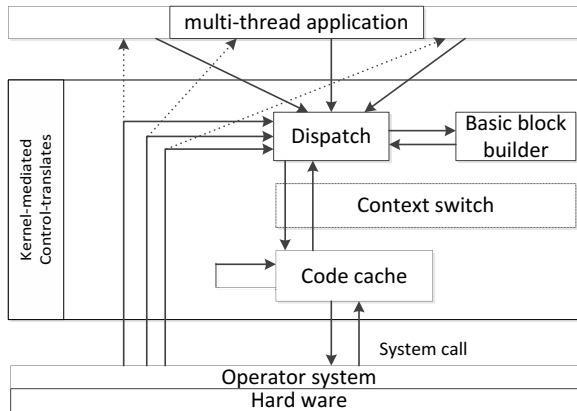 multi-thread application
Dispatch
Basic block
builder
Kernel-mediated
Control-translates
Context switch
Code cache
System call
Operator system
Hard ware